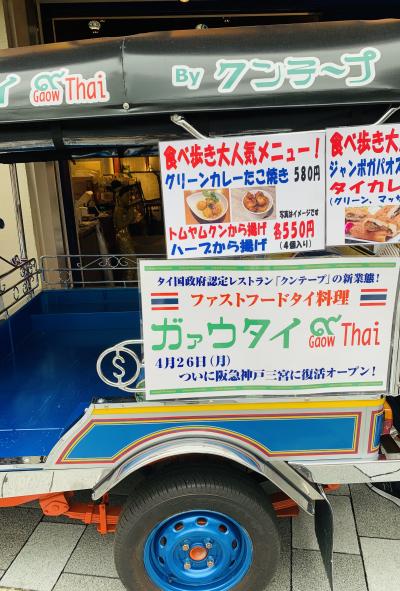 イ ๙ Gaow Thai
By クンテ〜プ
食べ歩き大人気メニュー！
グリーンカレーたこ焼き 580円
トムヤムクンから揚げ
ハーブから揚げ
写真はイメージです
各550円
（4個入り）
食べ歩き大
ジャンボガパオ
タイカレ
（グリーン、マッサ
タイ国政府認定レストラン「クンテープ」の新業態！
ファストフードタイ料理
ガァウタイ ๙ Gaow Thai
4月26日（月）
ついに阪急神戸三宮に復活オープン！